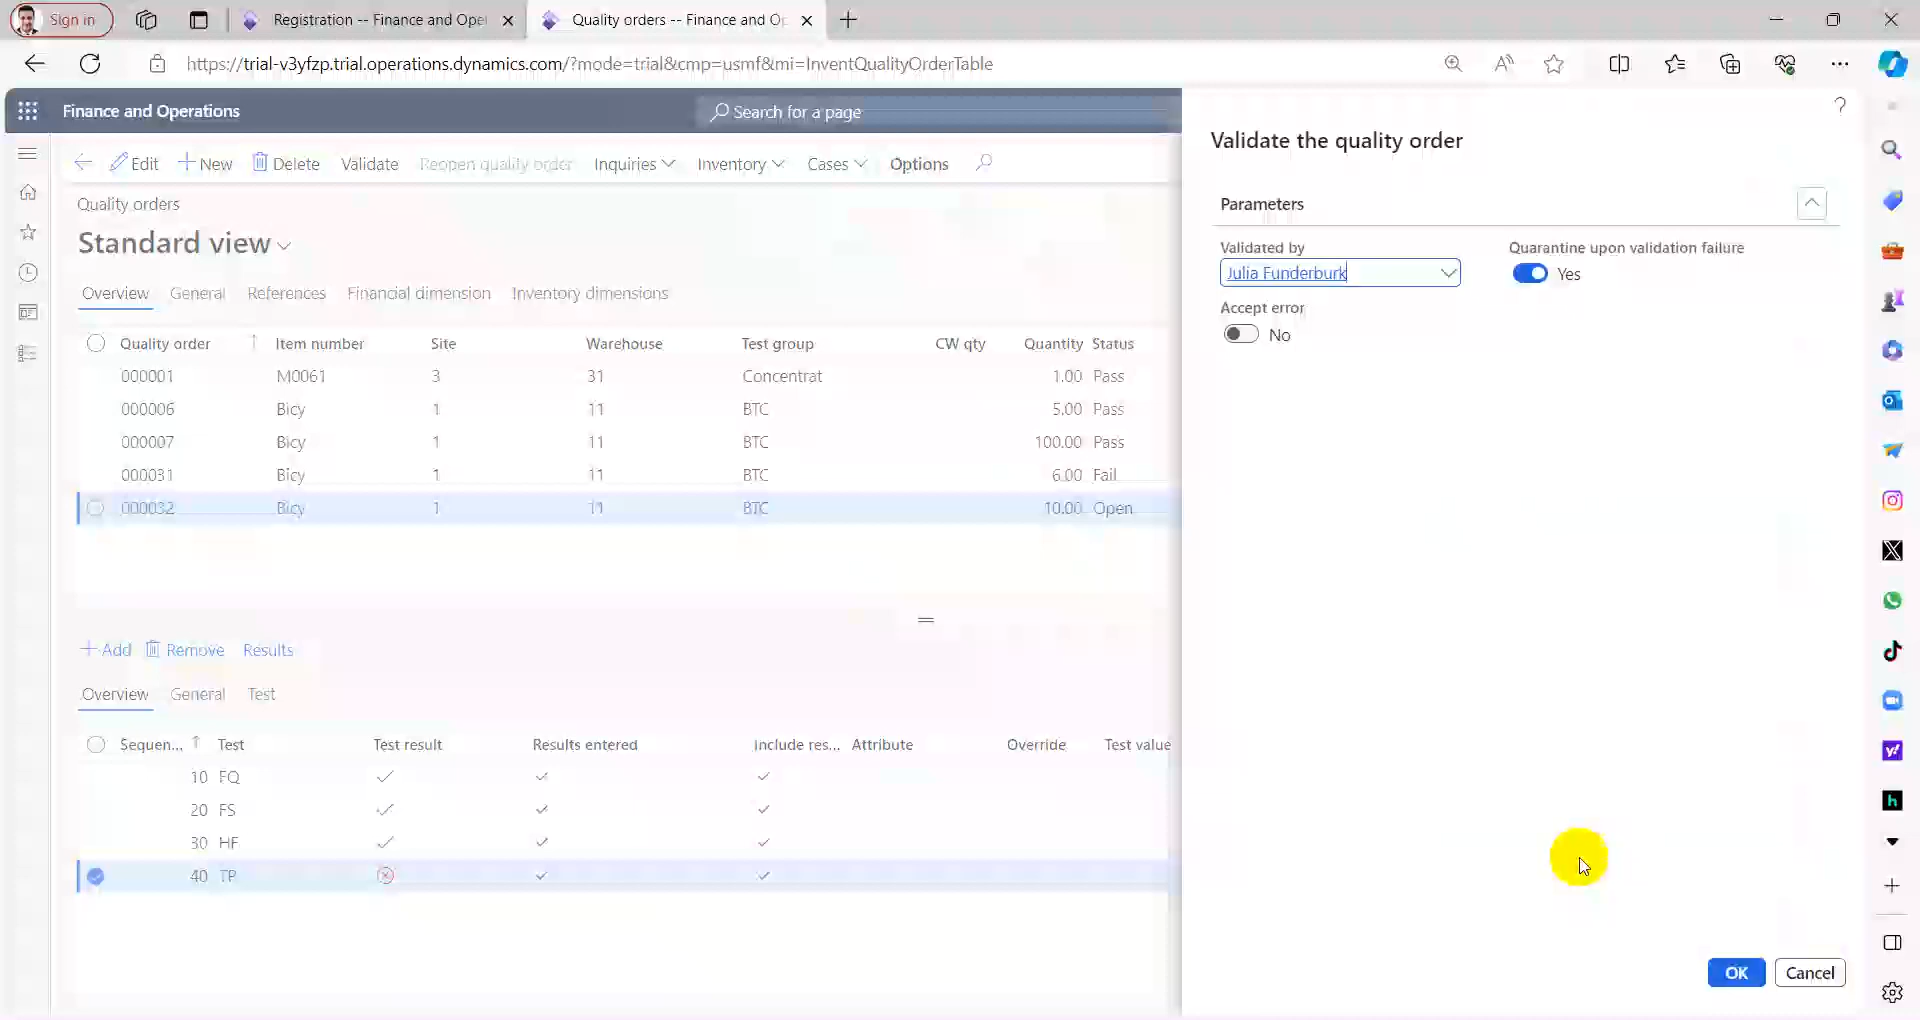 Sign in
Registration -- Finance and Oper
Quality orders -- Finance and Op
https://trial-v3yfzp.trial.operations.dynamics.com/?mode=trial&cmp=usmf&mi=InventQualityOrderTable
Finance and Operations
Search for a page
Edit New Delete Validate Reopen quality order Inquiries Inventory Cases Options
Quality orders
Standard view
Overview General References Financial dimension Inventory dimensions
Quality order Item number Site Warehouse Test group CW qty Quantity Status
000001 M0061 3 31 Concentrat 1.00 Pass
000006 Bicy 1 11 BTC 5.00 Pass
000007 Bicy 1 11 BTC 100.00 Pass
000031 Bicy 1 11 BTC 6.00 Fail
000032 Bicy 1 11 BTC 10.00 Open
Add Remove Results
Overview General Test
Sequen... Test Test result Results entered Include res... Attribute Override Test value
10 FQ
20 FS
30 HF
40 TP
?
Validate the quality order
Parameters
Validated by Quarantine upon validation failure
Julia Funderburk Yes
Accept error
No
OK Cancel